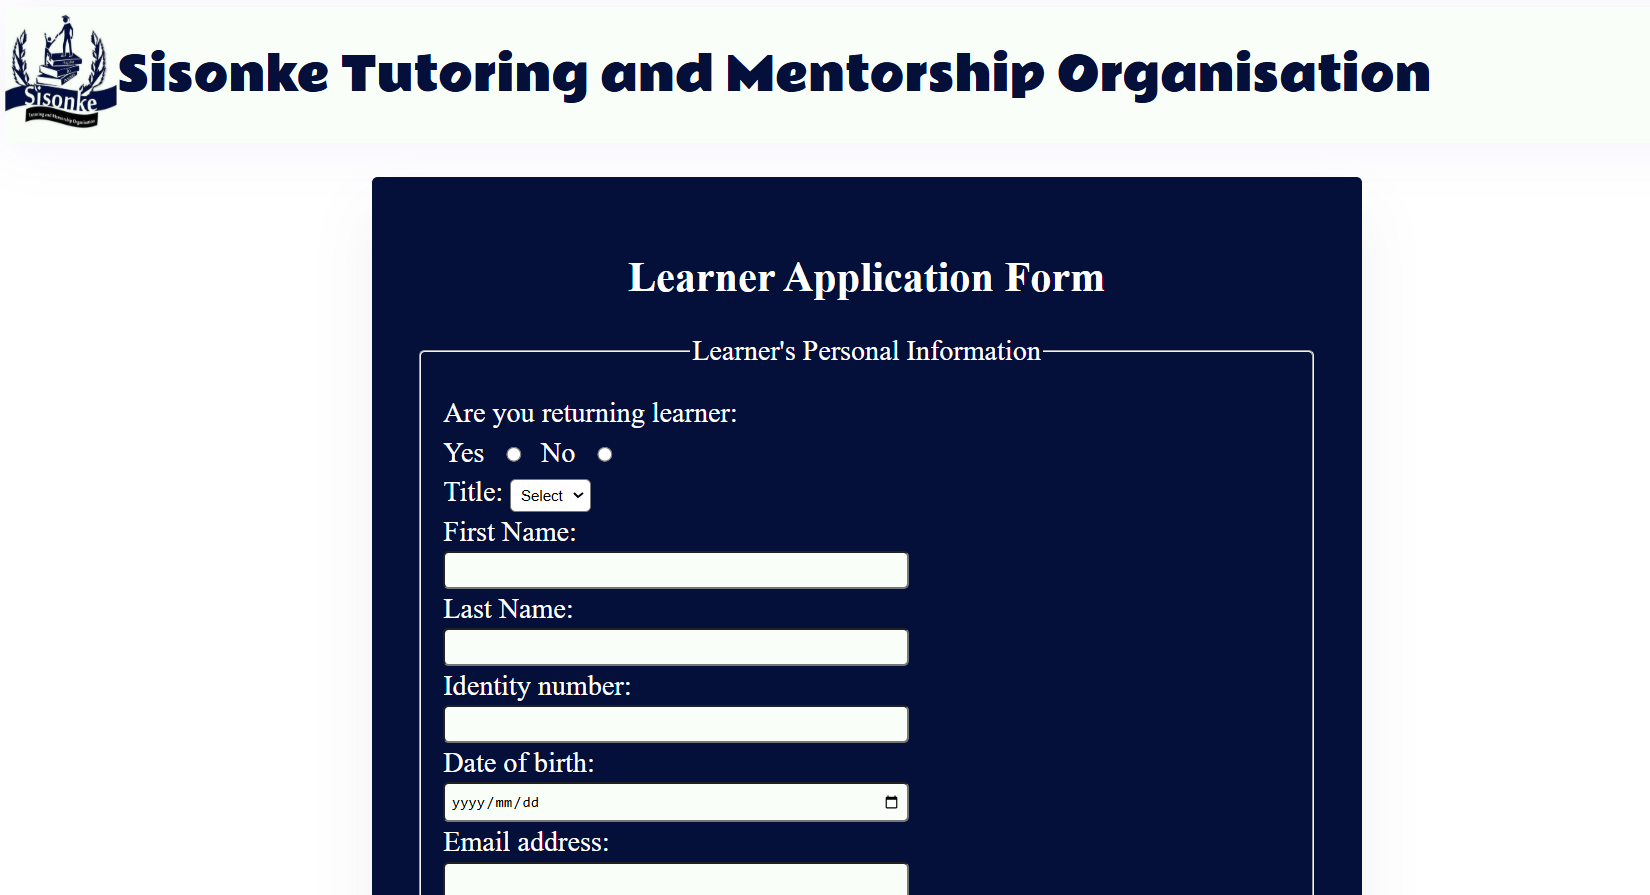 Sisonke
Tutoring and Mentorship Organisation
Sisonke Tutoring and Mentorship Organisation
Learner Application Form
Learner's Personal Information
Are you returning learner:
Yes No
Title: Select
First Name:
Last Name:
Identity number:
Date of birth:
yyyy/mm/dd
Email address: